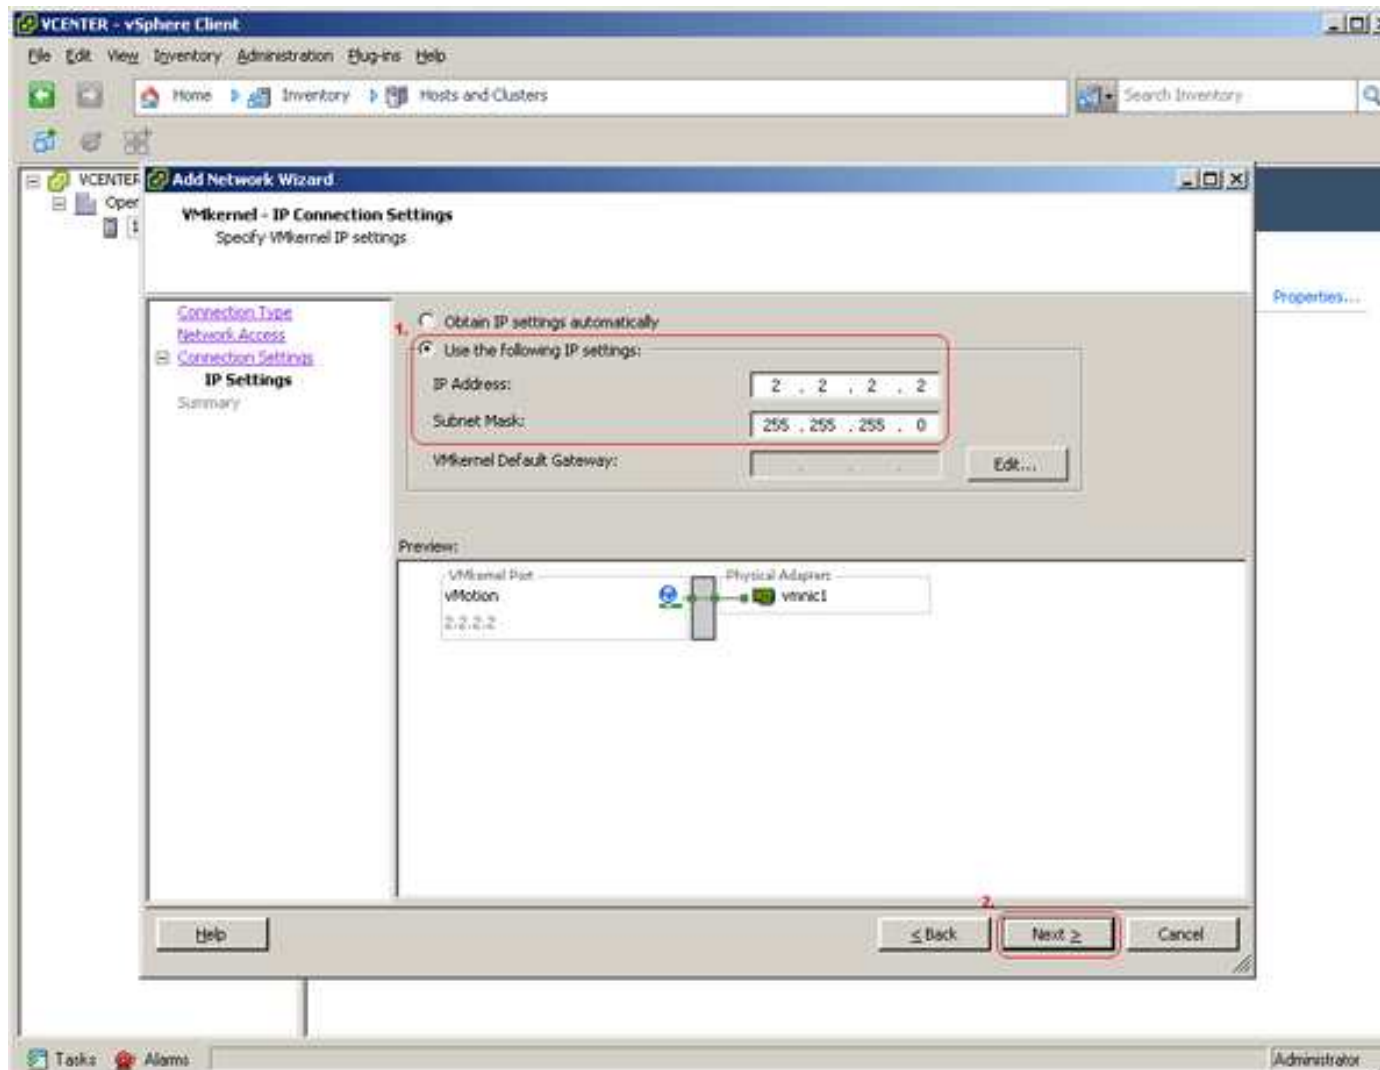 VCENTER - vSphere Client
File Edit View Inventory Administration Plug-ins Help
Home Inventory Hosts and Clusters
Search Inventory
VCENTER
Oper
1
Add Network Wizard
VMkernel - IP Connection Settings
Specify VMkernel IP settings
Properties...
Connection Type
Network Access
Connection Settings
IP Settings
Summary
Obtain IP settings automatically
1.
Use the following IP settings:
IP Address: 2 . 2 . 2 . 2
Subnet Mask: 255 . 255 . 255 . 0
VMkernel Default Gateway: . . . Edit...
Preview:
VMkernel Port
vMotion
2.2.2.2
Physical Adapters
vmnic1
2.
Help
< Back
Next >
Cancel
Tasks Alarms
Administrator